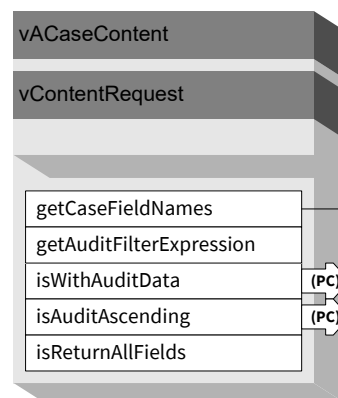 vACaseContent
vContentRequest
getCaseFieldNames
getAuditFilterExpression
isWithAuditData (PC)
isAuditAscending (PC)
isReturnAllFields